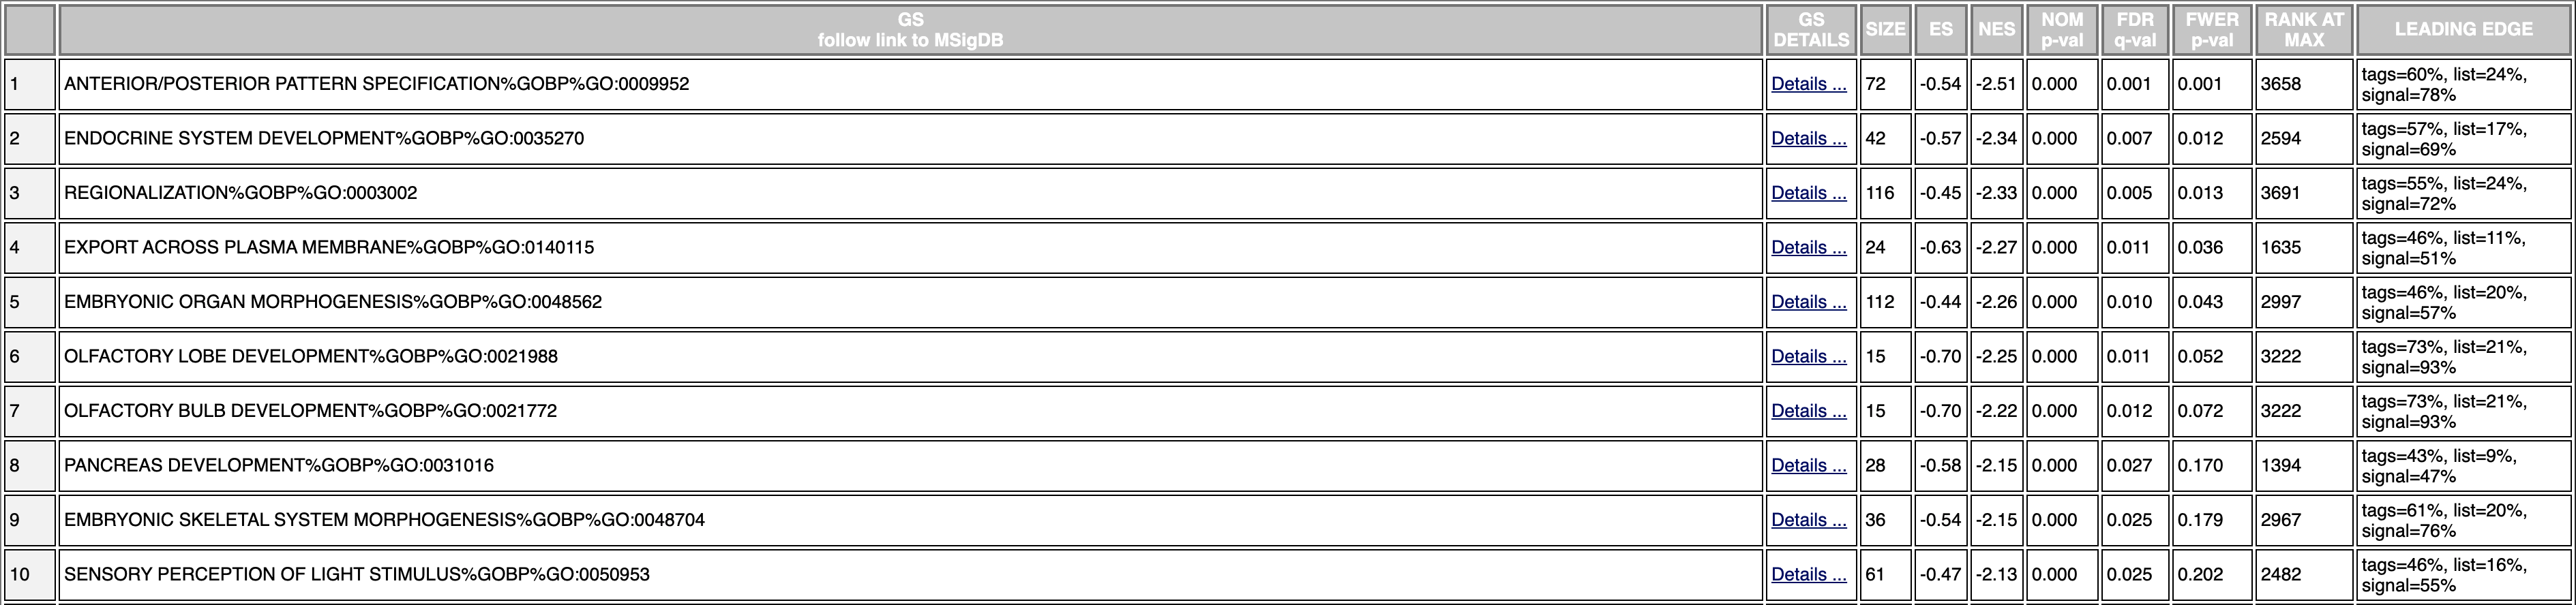 GS
follow link to MSigDB
GS
DETAILS
SIZE
ES
NES
NOM
p-val
FDR
q-val
FWER
p-val
RANK AT
MAX
LEADING EDGE
1 ANTERIOR/POSTERIOR PATTERN SPECIFICATION%GOBP%GO:0009952 Details ... 72 -0.54 -2.51 0.000 0.001 0.001 3658 tags=60%, list=24%,
signal=78%
2 ENDOCRINE SYSTEM DEVELOPMENT%GOBP%GO:0035270 Details ... 42 -0.57 -2.34 0.000 0.007 0.012 2594 tags=57%, list=17%,
signal=69%
3 REGIONALIZATION%GOBP%GO:0003002 Details ... 116 -0.45 -2.33 0.000 0.005 0.013 3691 tags=55%, list=24%,
signal=72%
4 EXPORT ACROSS PLASMA MEMBRANE%GOBP%GO:0140115 Details ... 24 -0.63 -2.27 0.000 0.011 0.036 1635 tags=46%, list=11%,
signal=51%
5 EMBRYONIC ORGAN MORPHOGENESIS%GOBP%GO:0048562 Details ... 112 -0.44 -2.26 0.000 0.010 0.043 2997 tags=46%, list=20%,
signal=57%
6 OLFACTORY LOBE DEVELOPMENT%GOBP%GO:0021988 Details ... 15 -0.70 -2.25 0.000 0.011 0.052 3222 tags=73%, list=21%,
signal=93%
7 OLFACTORY BULB DEVELOPMENT%GOBP%GO:0021772 Details ... 15 -0.70 -2.22 0.000 0.012 0.072 3222 tags=73%, list=21%,
signal=93%
8 PANCREAS DEVELOPMENT%GOBP%GO:0031016 Details ... 28 -0.58 -2.15 0.000 0.027 0.170 1394 tags=43%, list=9%,
signal=47%
9 EMBRYONIC SKELETAL SYSTEM MORPHOGENESIS%GOBP%GO:0048704 Details ... 36 -0.54 -2.15 0.000 0.025 0.179 2967 tags=61%, list=20%,
signal=76%
10 SENSORY PERCEPTION OF LIGHT STIMULUS%GOBP%GO:0050953 Details ... 61 -0.47 -2.13 0.000 0.025 0.202 2482 tags=46%, list=16%,
signal=55%